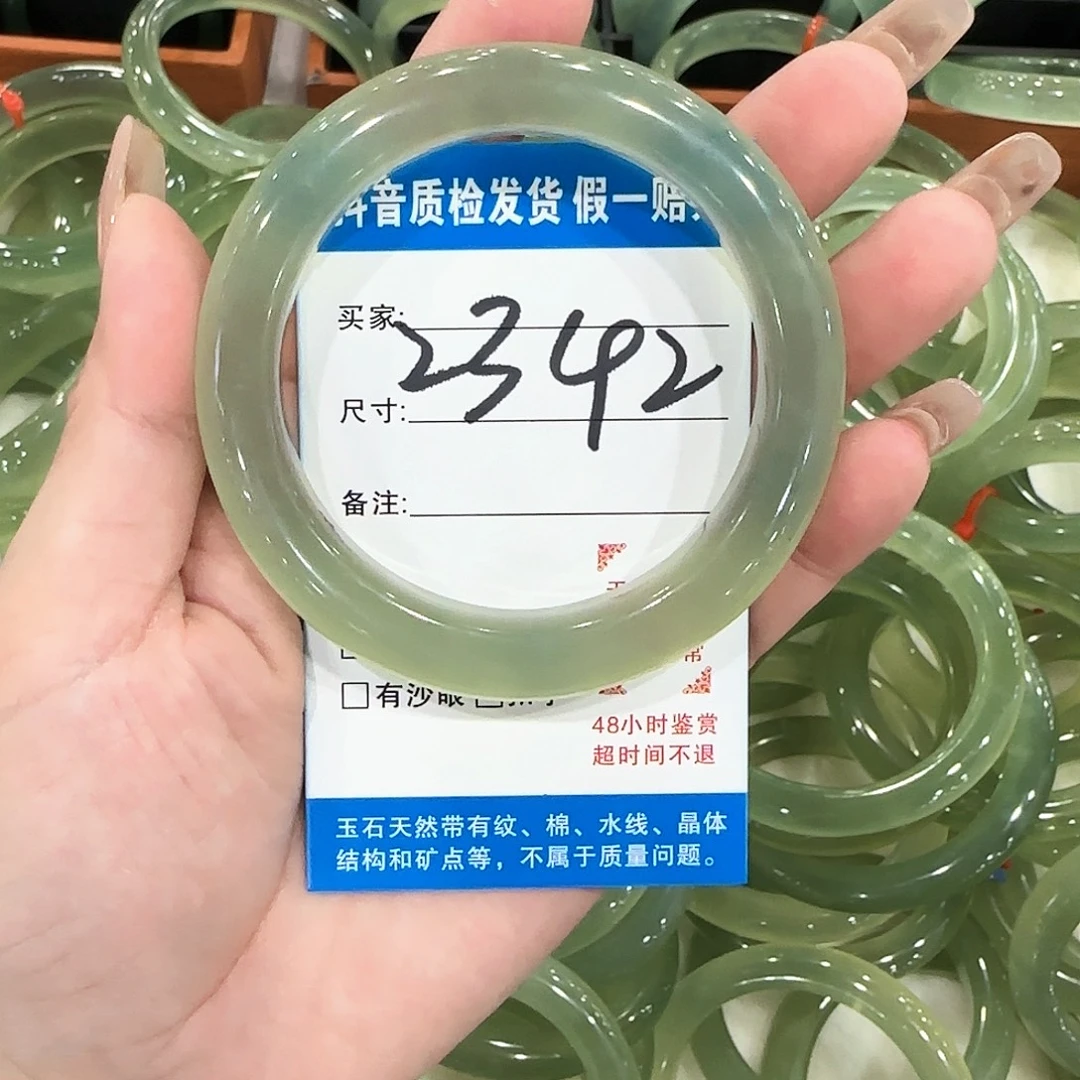 抖音质检发货 假一赔
买家:
2342
尺寸:
备注:
有沙眼
48小时鉴赏
超时间不退
玉石天然带有纹、棉、水线、晶体
结构和矿点等，不属于质量问题。